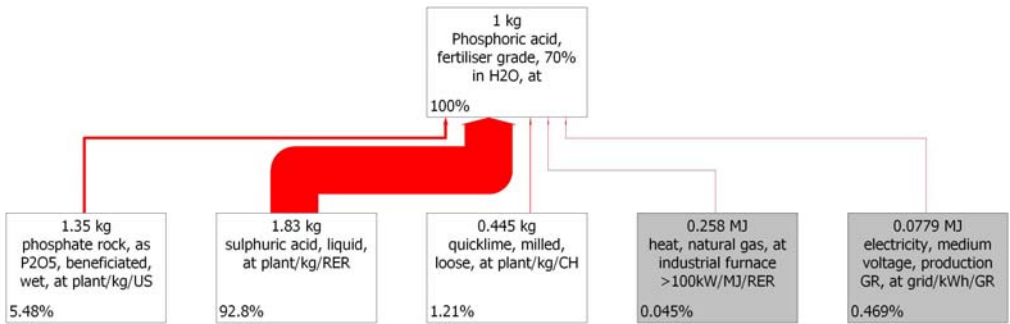 1 kg
Phosphoric acid,
fertiliser grade, 70%
in H2O, at
100%
1.35 kg
phosphate rock, as
P2O5, beneficiated,
wet, at plant/kg/US
5.48%
1.83 kg
sulphuric acid, liquid,
at plant/kg/RER
92.8%
0.445 kg
quicklime, milled,
loose, at plant/kg/CH
1.21%
0.258 MJ
heat, natural gas, at
industrial furnace
>100kW/MJ/RER
0.045%
0.0779 MJ
electricity, medium
voltage, production
GR, at grid/kWh/GR
0.469%